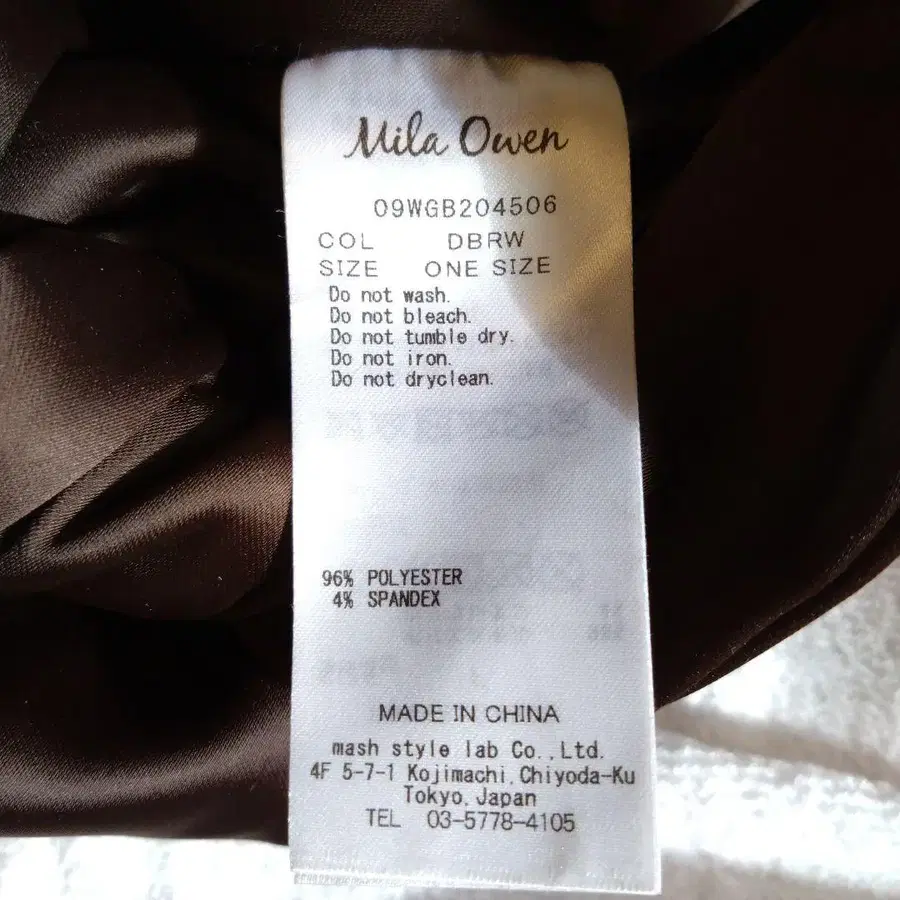 Mila Owen
09WGB204506
COL DBRW
SIZE ONE SIZE
Do not wash.
Do not bleach.
Do not tumble dry.
Do not iron.
Do not dryclean.
96% POLYESTER
4% SPANDEX
MADE IN CHINA
mash style lab Co.,Ltd.
4F 5-7-1 Kojimachi,Chiyoda-Ku
Tokyo,Japan
TEL 03-5778-4105